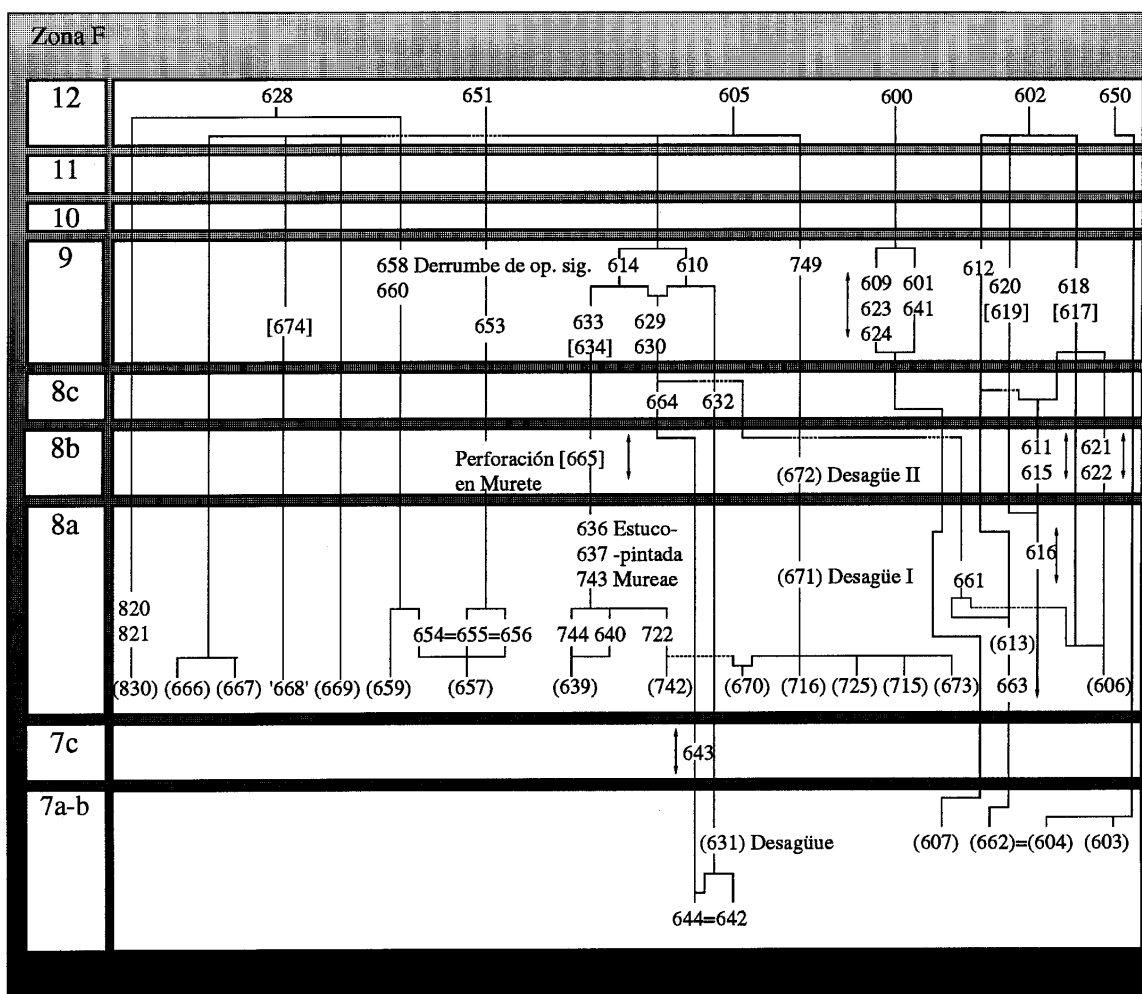 Zona F
12
628 651 605 600 602 650
11
10
9
658 Derrumbe de op. sig. 614 610 749 609 601 612 620 618
660 623 641 [619] [617]
[674] 653 633 629 624
[634] 630
8c
664 632
8b
Perforación [665] (672) Desagüe II 611 621
en Murete 615 622
8a
636 Estuco-
637 -pintada 616
743 Mureae (671) Desagüe I 661
820
821 654=655=656 744 640 722 (613)
(830) (666) (667) '668' (669) (659) (657) (639) (742) (670) (716) (725) (715) (673) 663 (606)
7c
643
7a-b
(631) Desagüue (607) (662)=(604) (603)
644=642